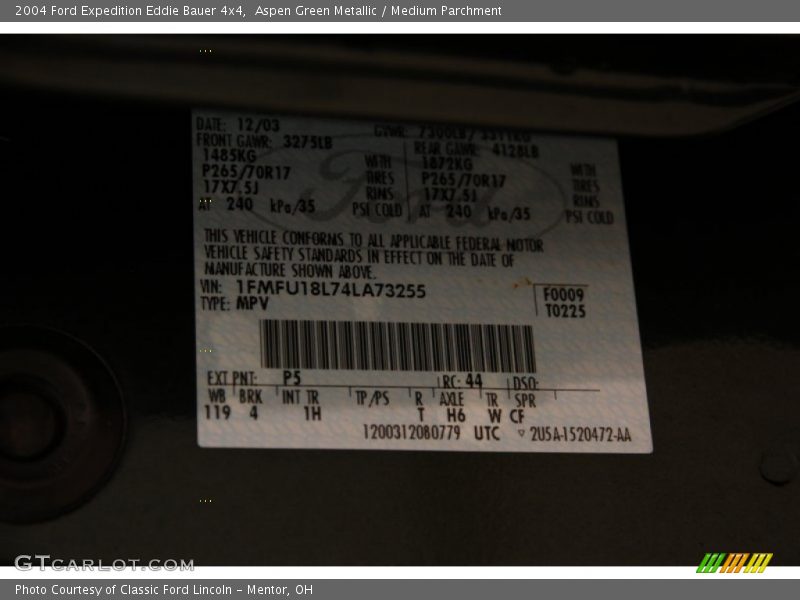 2004 Ford Expedition Eddie Bauer 4x4,  Aspen Green Metallic / Medium Parchment
DATE: 12/03 GVWR: 7300LB/ 3311KG
FRONT GAWR: 3275LB REAR GAWR: 4128LB
1485KG WITH 1872KG WITH
P265/70R17 TIRES P265/70R17 TIRES
17X7.5J RIMS 17X7.5J RIMS
AT 240 kPa/35 PSI COLD AT 240 kPa/35 PSI COLD
Ford
THIS VEHICLE CONFORMS TO ALL APPLICABLE FEDERAL MOTOR
VEHICLE SAFETY STANDARDS IN EFFECT ON THE DATE OF
MANUFACTURE SHOWN ABOVE.
VIN: 1FMFU18L74LA73255 F0009
TYPE: MPV T0225
EXT PNT: P5 RC: 44 DSO:
WB BRK INT TR TP/PS R AXLE TR SPR
119 4 1H T H6 W CF
1200312080779 UTC ▽ 2U5A-1520472-AA
GTCARLOT.COM
Photo Courtesy of Classic Ford Lincoln - Mentor, OH